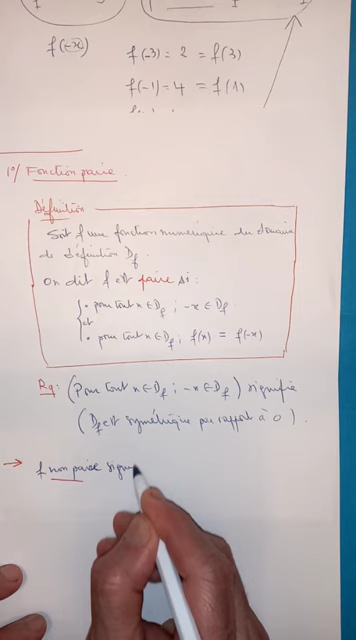 f(-x)
f(-3) = 2 = f(3)
f(-1) = 4 = f(1)
1°/ Fonction paire.
Définition
Soit f une fonction numérique du domaine
de définition Df
On dit f est paire si :
• pour tout x ∈ Df ; -x ∈ Df
et
• pour tout x ∈ Df ; f(x) = f(-x)
Rq : (Pour tout x ∈ Df ; -x ∈ Df) signifie
(Df est symétrique par rapport à 0).
→ f non paire signi